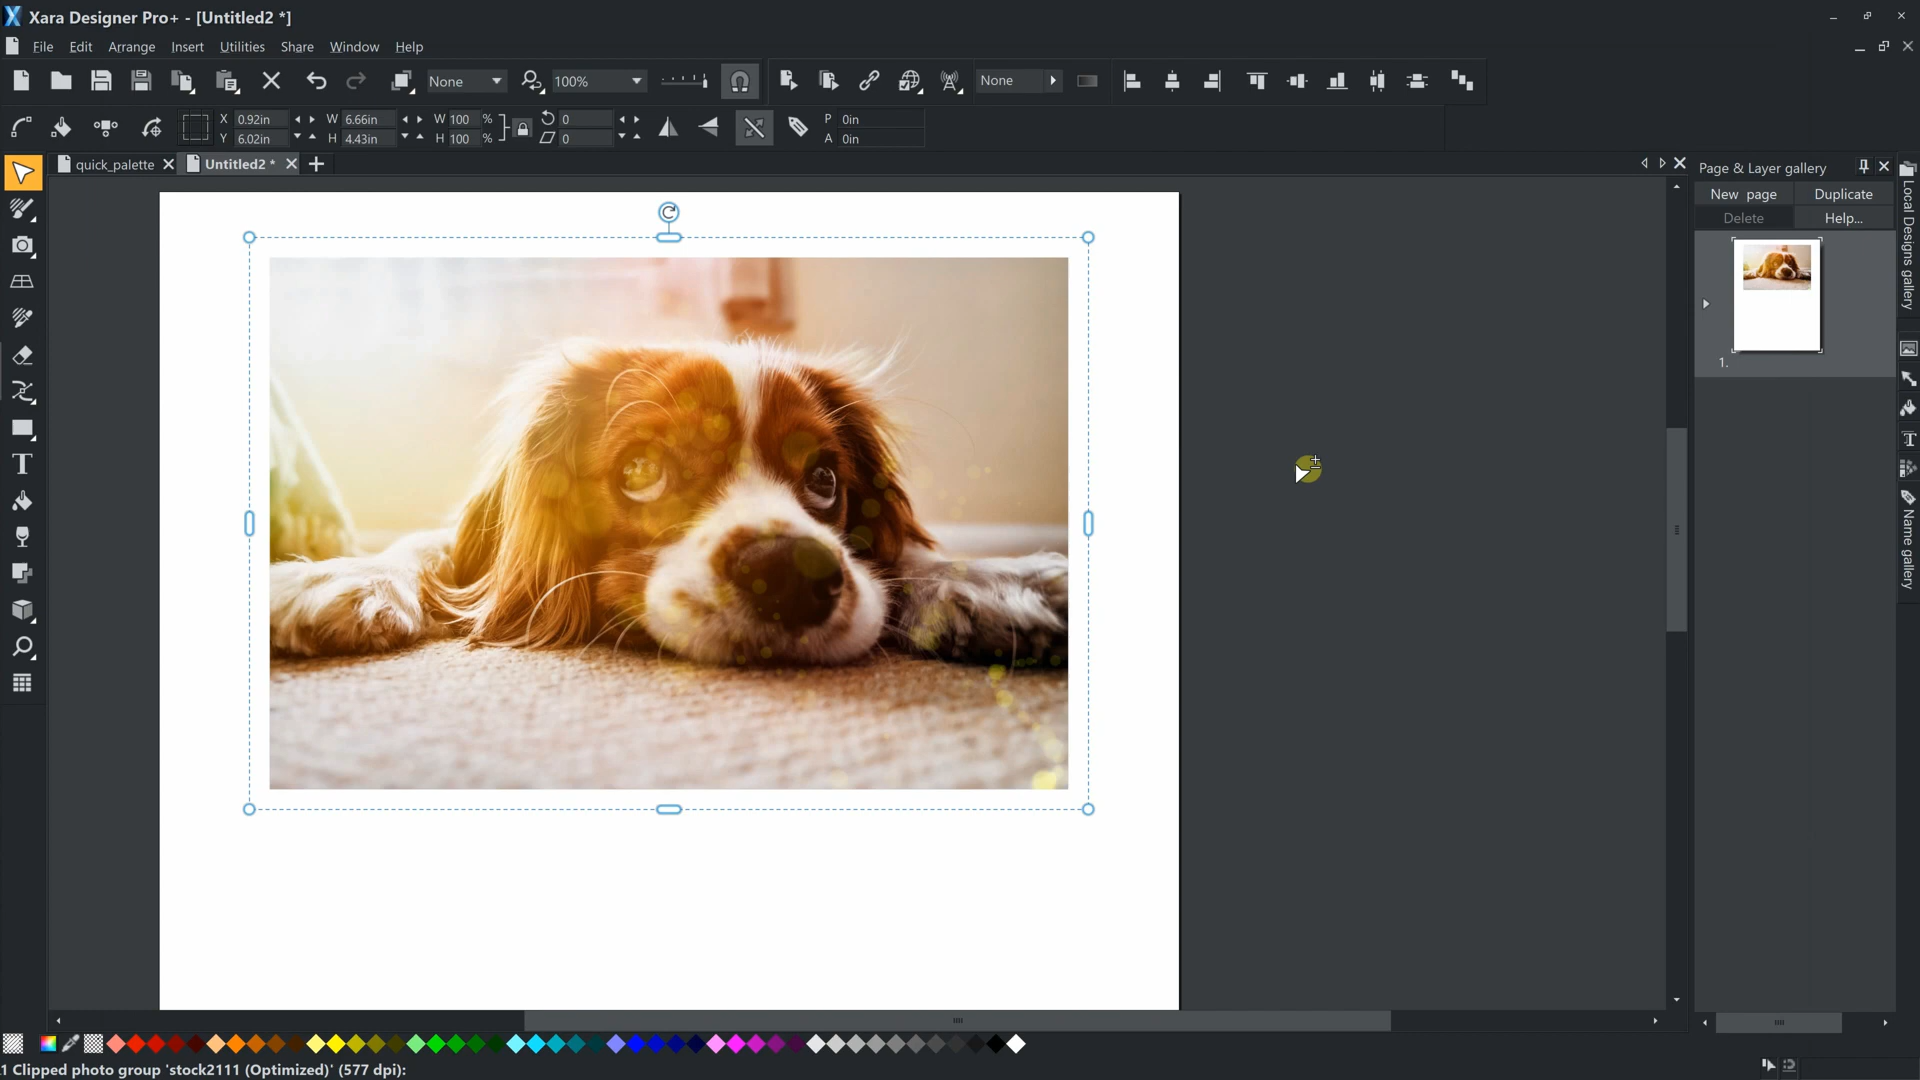 Xara Designer Pro+ - [Untitled2 *]
File Edit Arrange Insert Utilities Share Window Help
None 100% None
X 0.92in W 6.66in W 100 % 0 P 0in
Y 6.02in H 4.43in H 100 % 0 A 0in
quick_palette Untitled2 *
Page & Layer gallery
New page Duplicate
Delete Help...
1.
Local Designs gallery
Name gallery
1 Clipped photo group 'stock2111 (Optimized)' (577 dpi):